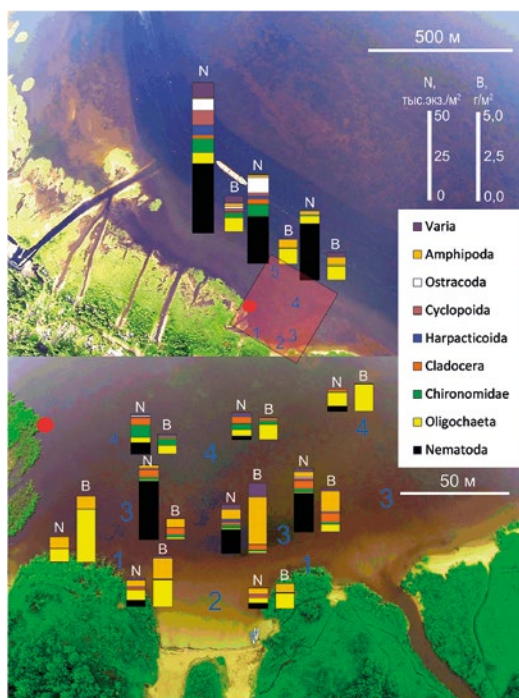 500 м
N,
тыс.экз./м²
B,
г/м²
50
5,0
25
2,5
0
0,0
N
B
N
B
N
B
5
4
1
2
3
Varia
Amphipoda
Ostracoda
Cyclopoida
Harpacticoida
Cladocera
Chironomidae
Oligochaeta
Nematoda
50 м
N
B
4
N
B
4
N
B
4
N
B
3
N
B
3
N
B
3
N
B
1
N
B
2
N
B
1